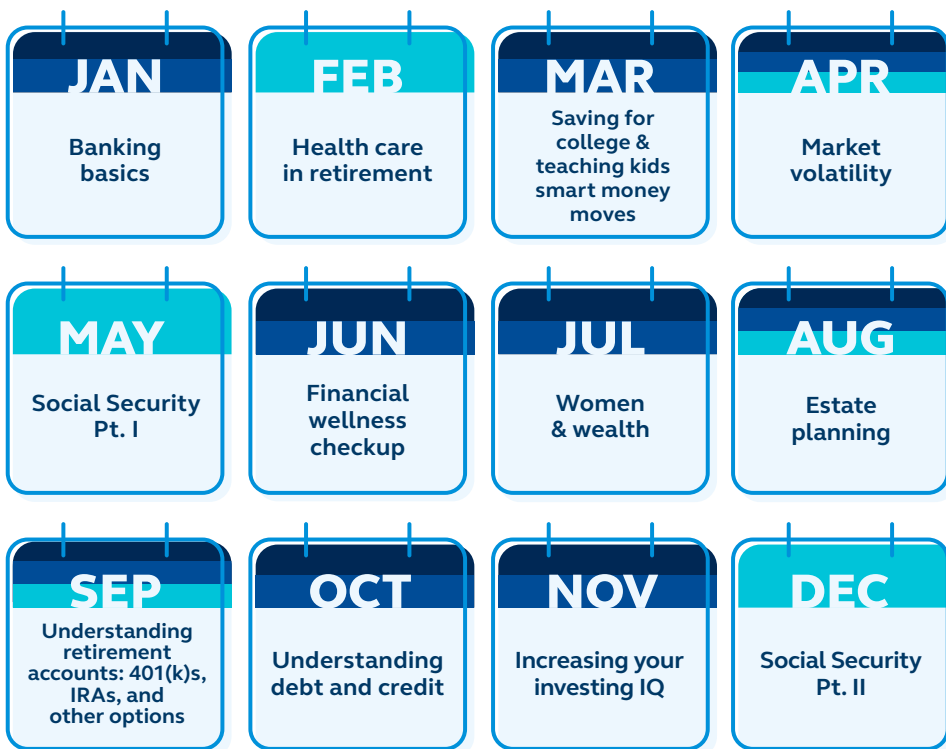 JAN
Banking
basics
FEB
Health care
in retirement
MAR
Saving for
college &
teaching kids
smart money
moves
APR
Market
volatility
MAY
Social Security
Pt. I
JUN
Financial
wellness
checkup
JUL
Women
& wealth
AUG
Estate
planning
SEP
Understanding
retirement
accounts: 401(k)s,
IRAs, and
other options
OCT
Understanding
debt and credit
NOV
Increasing your
investing IQ
DEC
Social Security
Pt. II